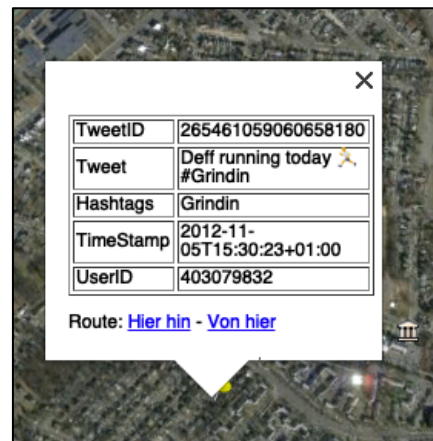 TweetID 265461059060658180
Deff running today 🏃
Tweet #Grindin
Hashtags Grindin
TimeStamp 2012-11-
05T15:30:23+01:00
UserID 403079832
Route: Hier hin - Von hier